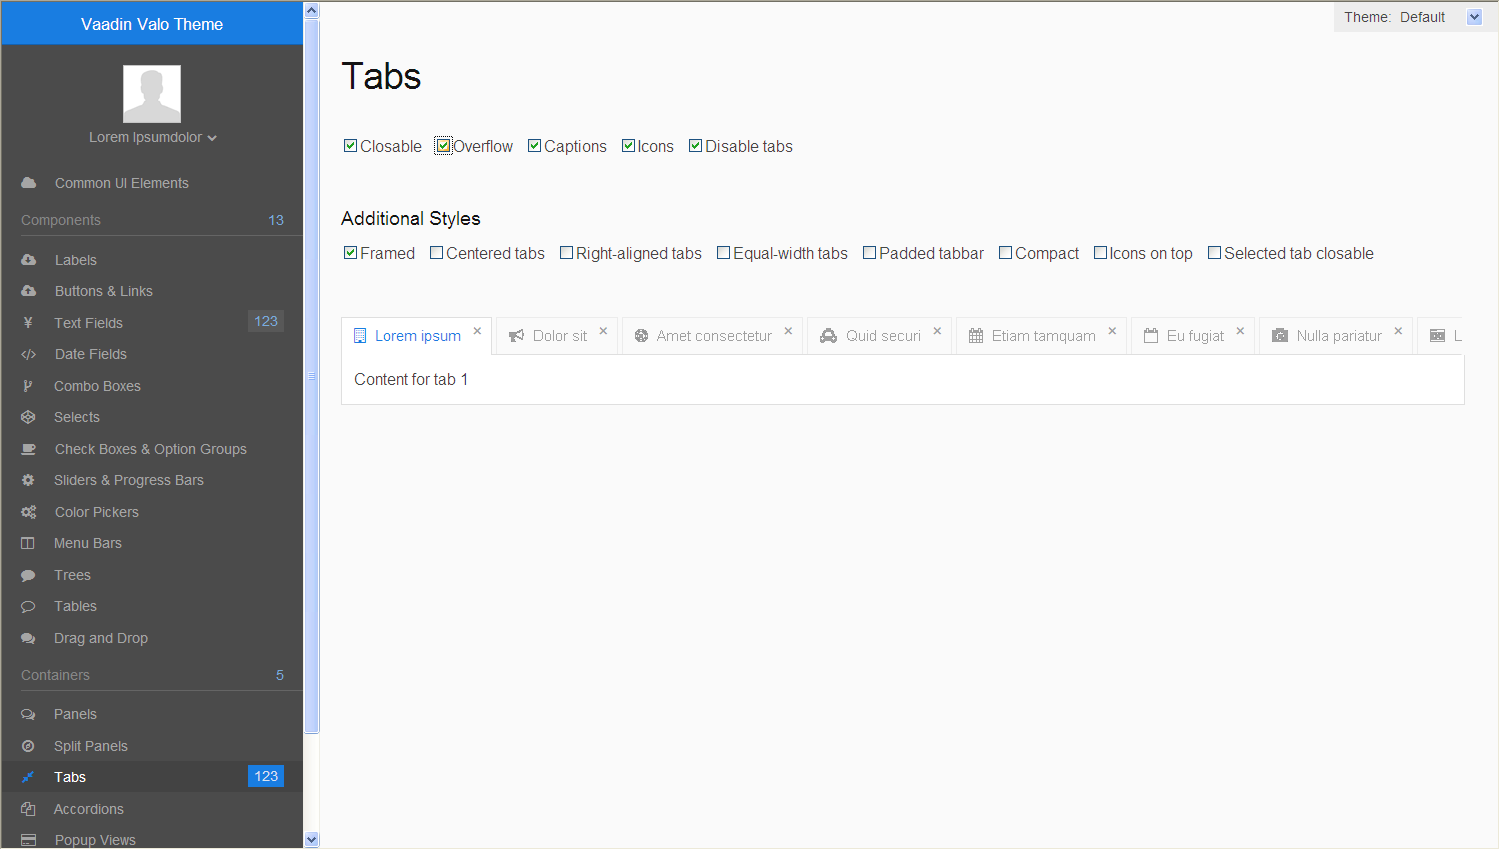 Vaadin Valo Theme
Lorem Ipsumdolor
Common UI Elements
Components 13
Labels
Buttons & Links
Text Fields 123
Date Fields
Combo Boxes
Selects
Check Boxes & Option Groups
Sliders & Progress Bars
Color Pickers
Menu Bars
Trees
Tables
Drag and Drop
Containers 5
Panels
Split Panels
Tabs 123
Accordions
Popup Views
Theme: Default
Tabs
Closable Overflow Captions Icons Disable tabs
Additional Styles
Framed Centered tabs Right-aligned tabs Equal-width tabs Padded tabbar Compact Icons on top Selected tab closable
Lorem ipsum Dolor sit Amet consectetur Quid securi Etiam tamquam Eu fugiat Nulla pariatur L
Content for tab 1